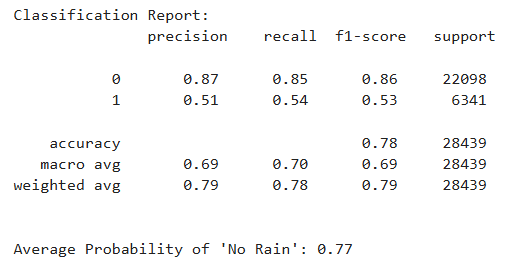 Classification Report:
precision recall f1-score support
0 0.87 0.85 0.86 22098
1 0.51 0.54 0.53 6341
accuracy 0.78 28439
macro avg 0.69 0.70 0.69 28439
weighted avg 0.79 0.78 0.79 28439
Average Probability of 'No Rain': 0.77